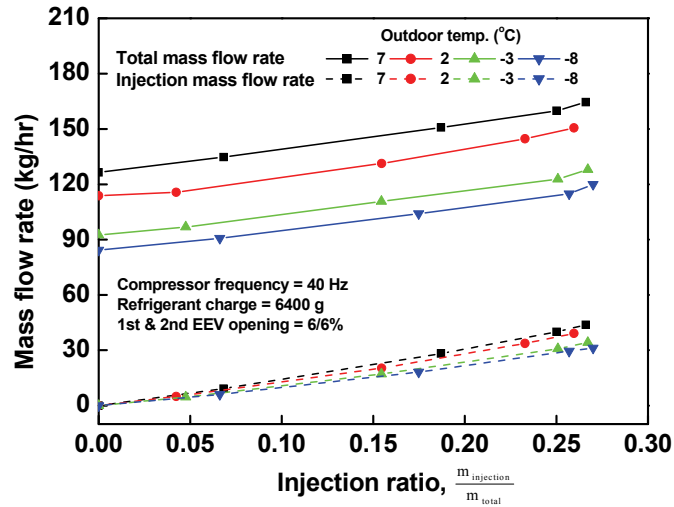 Outdoor temp. (°C)
Total mass flow rate 7 2 -3 -8
Injection mass flow rate 7 2 -3 -8
210
180
150
120
90
60
30
0
Mass flow rate (kg/hr)
Compressor frequency = 40 Hz
Refrigerant charge = 6400 g
1st & 2nd EEV opening = 6/6%
0.00 0.05 0.10 0.15 0.20 0.25 0.30
Injection ratio, m injection
m total